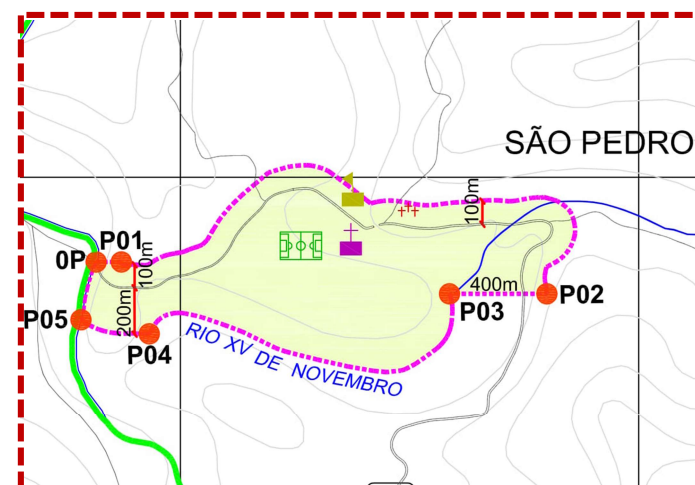 SÃO PEDRO
100m
0P
P01
100m
400m
P03
P02
P05
200m
P04
RIO XV DE NOVEMBRO